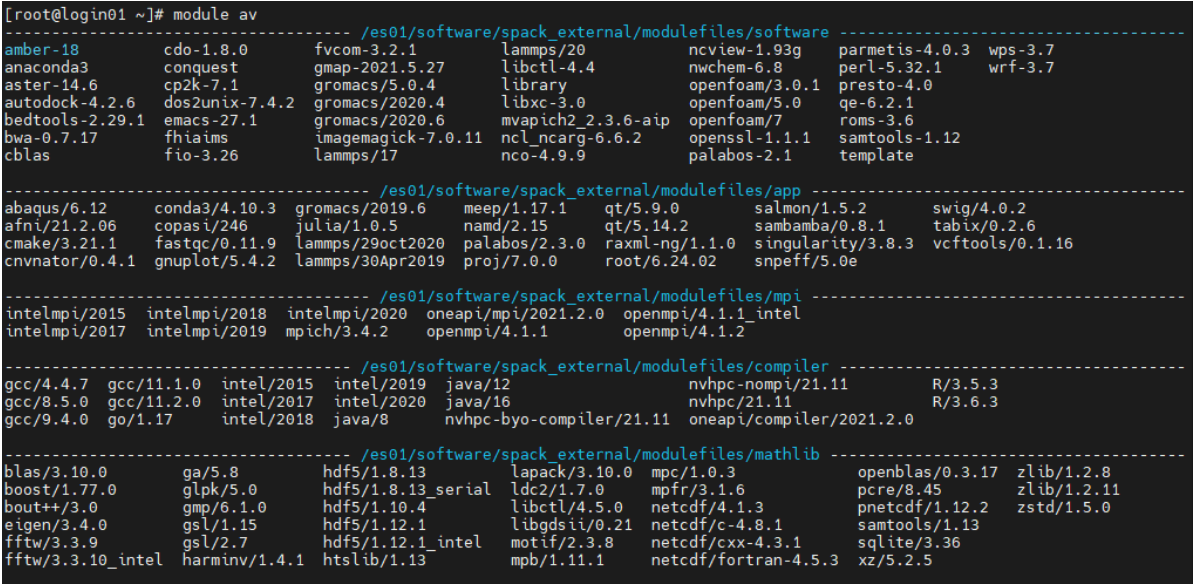 [root@login01 ~]# module av
------------------------------------- /es01/software/spack_external/modulefiles/software -------------------------------------
amber-18 cdo-1.8.0 fvcom-3.2.1 lammps/20 ncview-1.93g parmetis-4.0.3 wps-3.7
anaconda3 conquest gmap-2021.5.27 libctl-4.4 nwchem-6.8 perl-5.32.1 wrf-3.7
aster-14.6 cp2k-7.1 gromacs/5.0.4 library openfoam/3.0.1 presto-4.0
autodock-4.2.6 dos2unix-7.4.2 gromacs/2020.4 libxc-3.0 openfoam/5.0 qe-6.2.1
bedtools-2.29.1 emacs-27.1 gromacs/2020.6 mvapich2_2.3.6-aip openfoam/7 roms-3.6
bwa-0.7.17 fhiaims imagemagick-7.0.11 ncl_ncarg-6.6.2 openssl-1.1.1 samtools-1.12
cblas fio-3.26 lammps/17 nco-4.9.9 palabos-2.1 template
--------------------------------------- /es01/software/spack_external/modulefiles/app ----------------------------------------
abaqus/6.12 conda3/4.10.3 gromacs/2019.6 meep/1.17.1 qt/5.9.0 salmon/1.5.2 swig/4.0.2
afni/21.2.06 copasi/246 julia/1.0.5 namd/2.15 qt/5.14.2 sambamba/0.8.1 tabix/0.2.6
cmake/3.21.1 fastqc/0.11.9 lammps/29oct2020 palabos/2.3.0 raxml-ng/1.1.0 singularity/3.8.3 vcftools/0.1.16
cnvnator/0.4.1 gnuplot/5.4.2 lammps/30Apr2019 proj/7.0.0 root/6.24.02 snpeff/5.0e
--------------------------------------- /es01/software/spack_external/modulefiles/mpi ----------------------------------------
intelmpi/2015 intelmpi/2018 intelmpi/2020 oneapi/mpi/2021.2.0 openmpi/4.1.1_intel
intelmpi/2017 intelmpi/2019 mpich/3.4.2 openmpi/4.1.1 openmpi/4.1.2
------------------------------------- /es01/software/spack_external/modulefiles/compiler -------------------------------------
gcc/4.4.7 gcc/11.1.0 intel/2015 intel/2019 java/12 nvhpc-nompi/21.11 R/3.5.3
gcc/8.5.0 gcc/11.2.0 intel/2017 intel/2020 java/16 nvhpc/21.11 R/3.6.3
gcc/9.4.0 go/1.17 intel/2018 java/8 nvhpc-byo-compiler/21.11 oneapi/compiler/2021.2.0
------------------------------------- /es01/software/spack_external/modulefiles/mathlib --------------------------------------
blas/3.10.0 ga/5.8 hdf5/1.8.13 lapack/3.10.0 mpc/1.0.3 openblas/0.3.17 zlib/1.2.8
boost/1.77.0 glpk/5.0 hdf5/1.8.13_serial ldc2/1.7.0 mpfr/3.1.6 pcre/8.45 zlib/1.2.11
bout++/3.0 gmp/6.1.0 hdf5/1.10.4 libctl/4.5.0 netcdf/4.1.3 pnetcdf/1.12.2 zstd/1.5.0
eigen/3.4.0 gsl/1.15 hdf5/1.12.1 libgdsii/0.21 netcdf/c-4.8.1 samtools/1.13
fftw/3.3.9 gsl/2.7 hdf5/1.12.1_intel motif/2.3.8 netcdf/cxx-4.3.1 sqlite/3.36
fftw/3.3.10_intel harminv/1.4.1 htslib/1.13 mpb/1.11.1 netcdf/fortran-4.5.3 xz/5.2.5